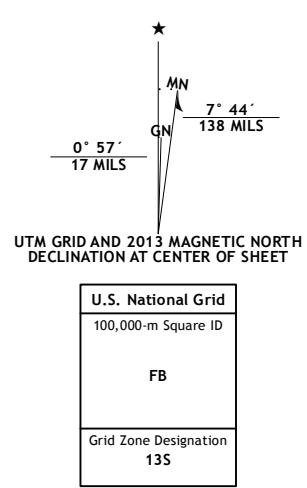 ★
MN
GN
7° 44´
138 MILS
0° 57´
17 MILS
UTM GRID AND 2013 MAGNETIC NORTH
DECLINATION AT CENTER OF SHEET
U.S. National Grid
100,000-m Square ID
FB
Grid Zone Designation
13S